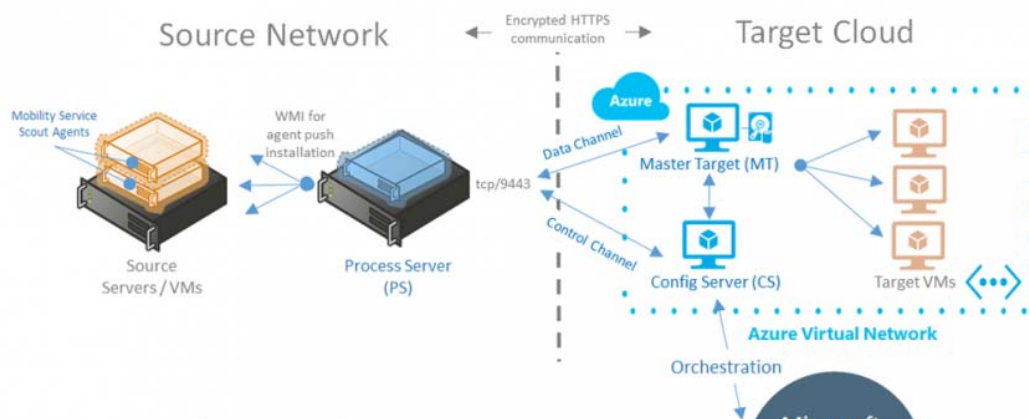 Source Network
Encrypted HTTPS
communication
Target Cloud
Mobility Service
Scout Agents
WMI for
agent push
installation
Azure
Data Channel
Master Target (MT)
tcp/9443
Control Channel
Source
Servers / VMs
Process Server
(PS)
Config Server (CS)
Target VMs
Azure Virtual Network
Orchestration